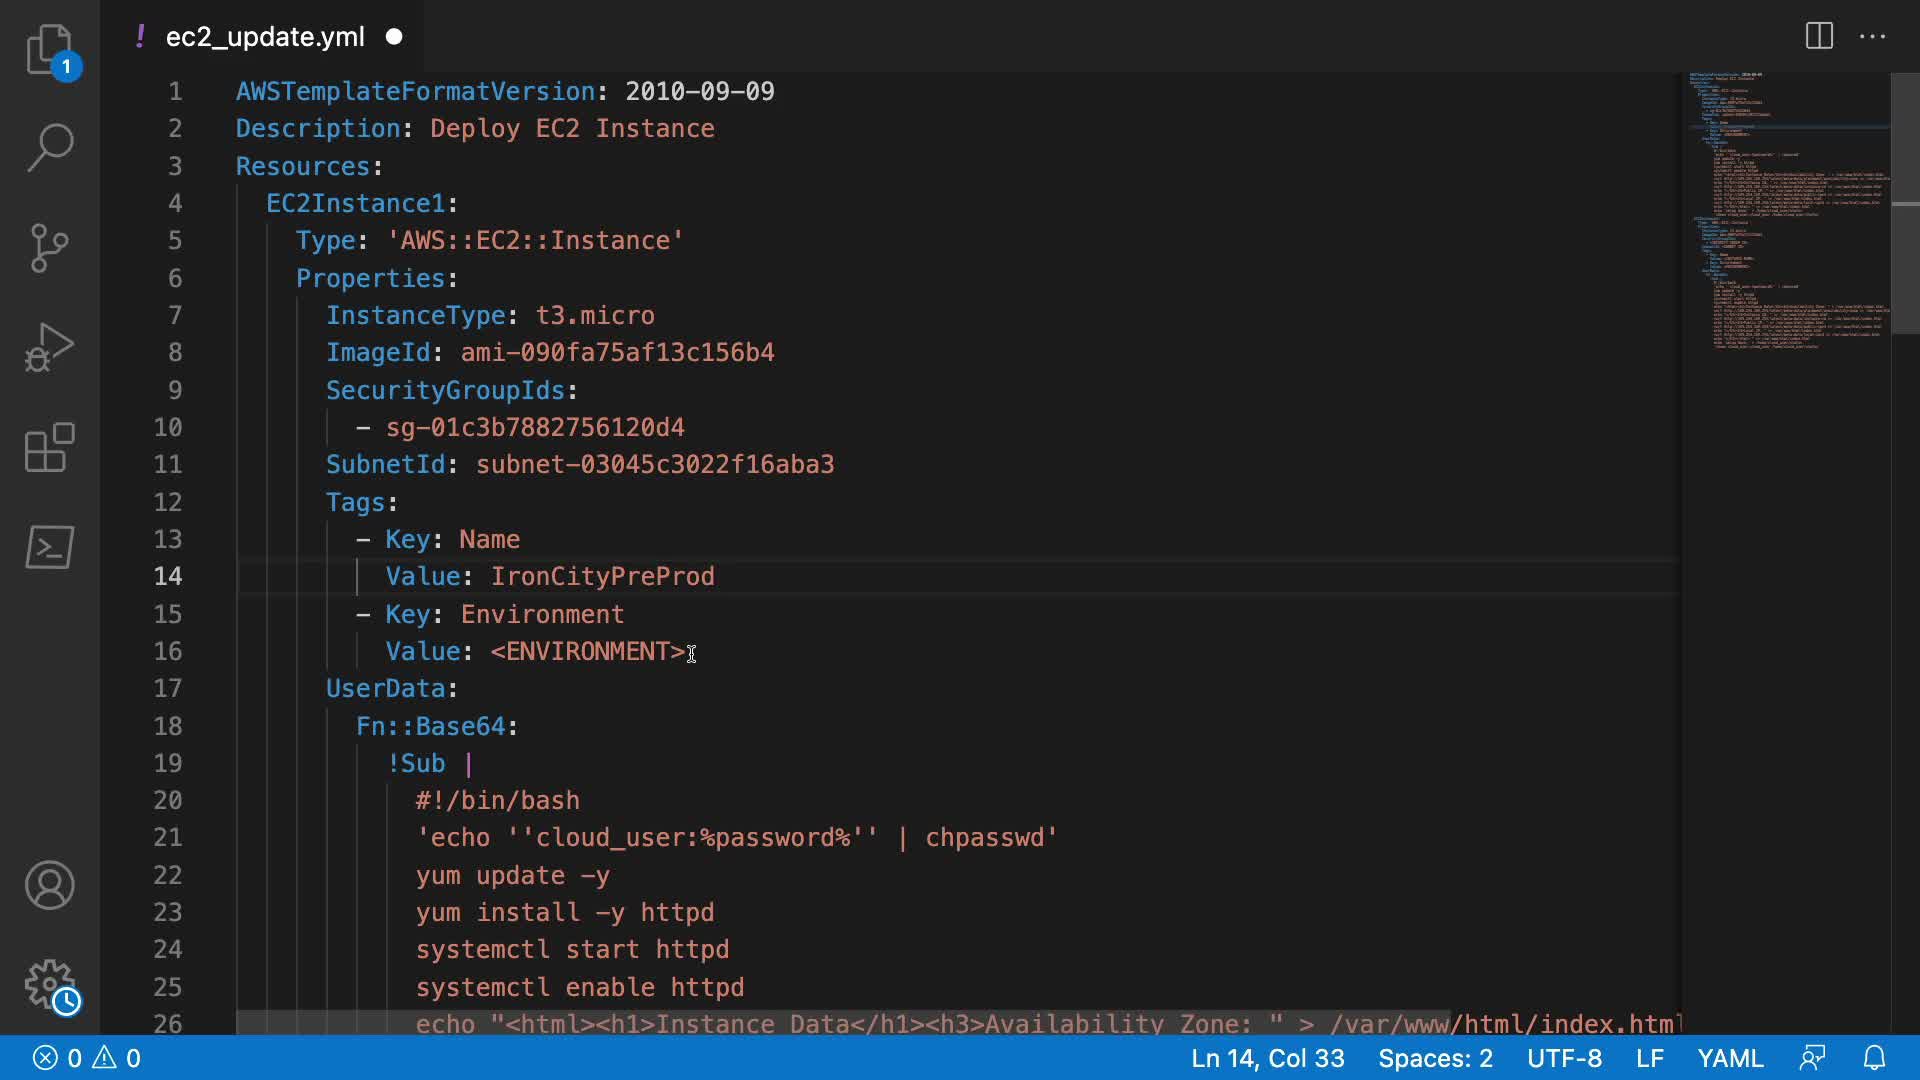 ! ec2_update.yml
1
1 AWSTemplateFormatVersion: 2010-09-09
2 Description: Deploy EC2 Instance
3 Resources:
4 EC2Instance1:
5 Type: 'AWS::EC2::Instance'
6 Properties:
7 InstanceType: t3.micro
8 ImageId: ami-090fa75af13c156b4
9 SecurityGroupIds:
10 - sg-01c3b7882756120d4
11 SubnetId: subnet-03045c3022f16aba3
12 Tags:
13 - Key: Name
14 Value: IronCityPreProd
15 - Key: Environment
16 Value: <ENVIRONMENT>
17 UserData:
18 Fn::Base64:
19 !Sub |
20 #!/bin/bash
21 'echo ''cloud_user:%password%'' | chpasswd'
22 yum update -y
23 yum install -y httpd
24 systemctl start httpd
25 systemctl enable httpd
26 echo "<html><h1>Instance Data</h1><h3>Availability Zone: " > /var/www/html/index.html
0 0 Ln 14, Col 33 Spaces: 2 UTF-8 LF YAML